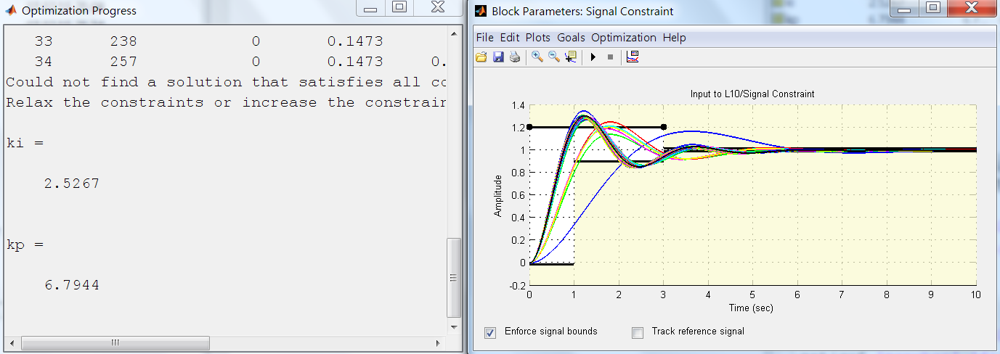 Optimization Progress
33 238 0 0.1473
34 257 0 0.1473 0.
Could not find a solution that satisfies all co
Relax the constraints or increase the constrain
ki =
2.5267
kp =
6.7944
Block Parameters: Signal Constraint
File Edit Plots Goals Optimization Help
Input to L10/Signal Constraint
1.4
1.2
1
0.8
0.6
0.4
0.2
0
-0.2
Amplitude
0 1 2 3 4 5 6 7 8 9 10
Time (sec)
Enforce signal bounds Track reference signal